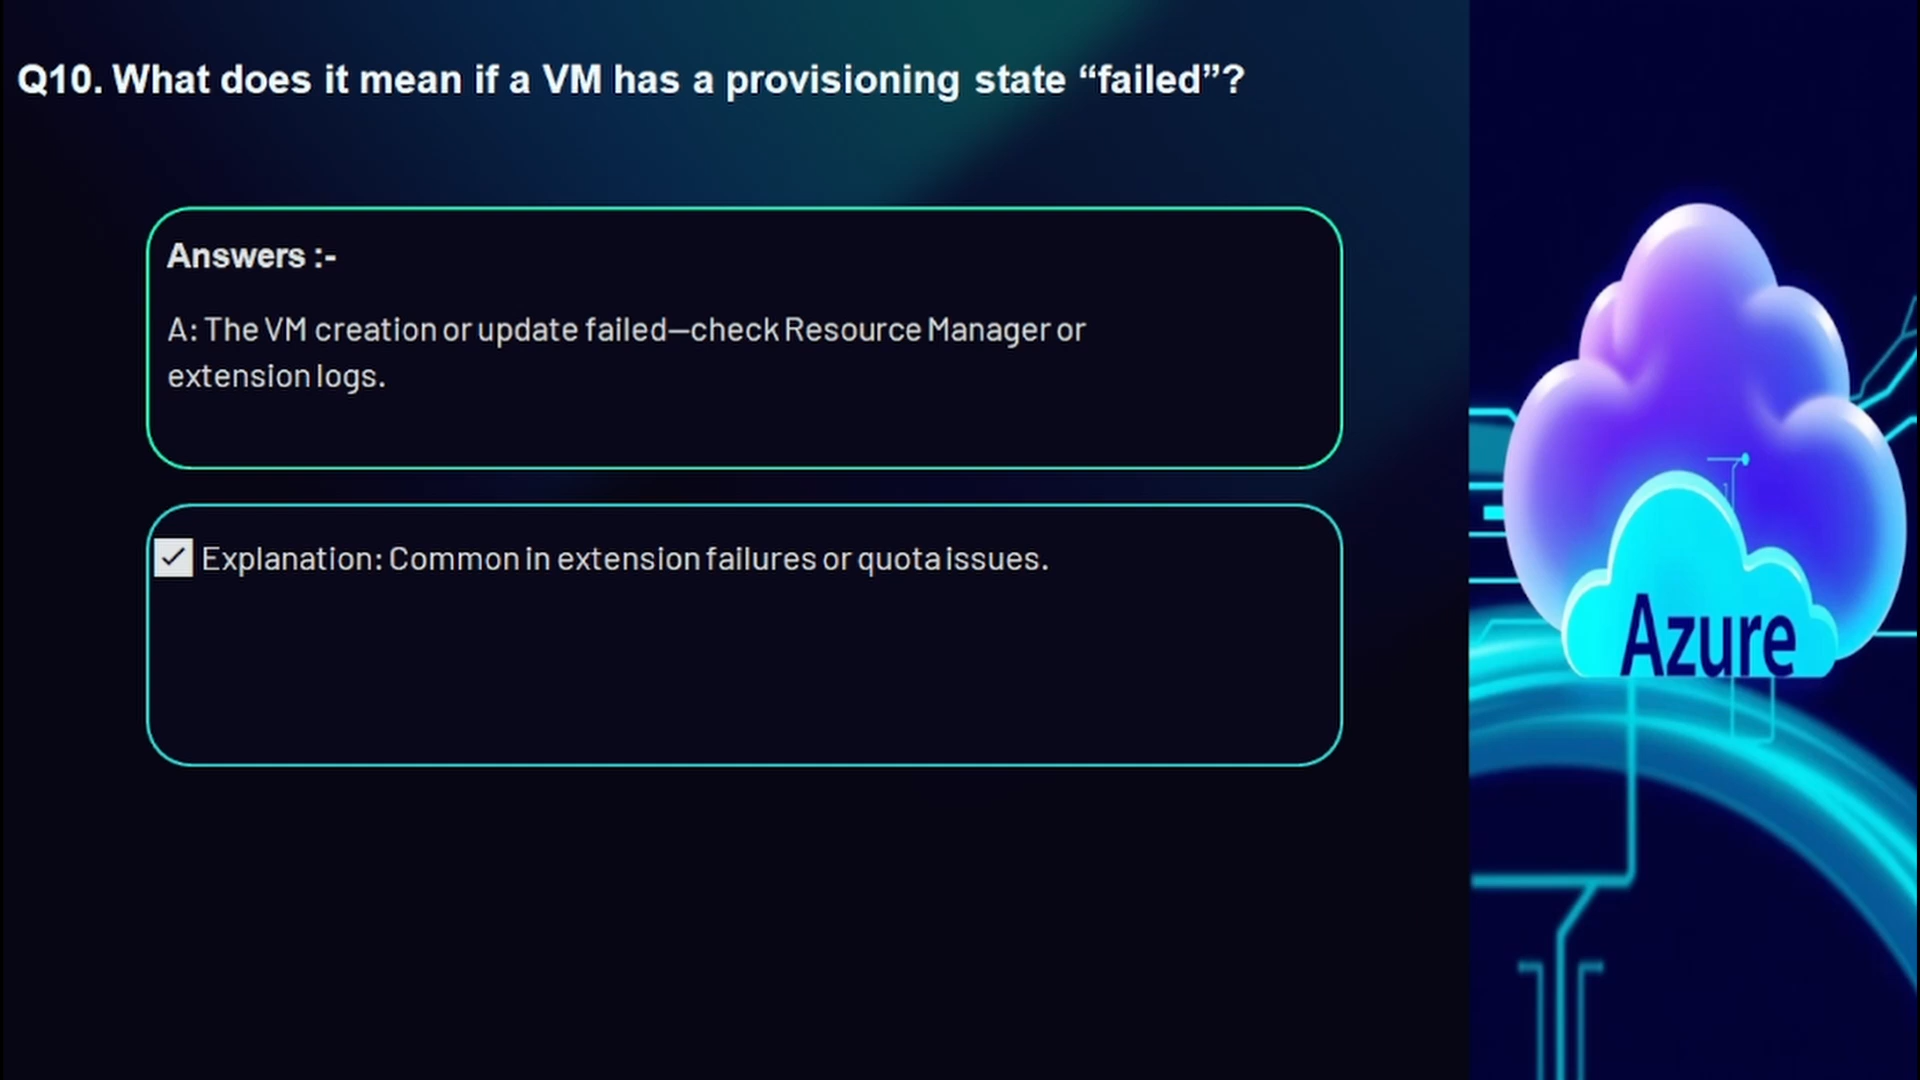 Q10. What does it mean if a VM has a provisioning state “failed”?
Answers :-
A: The VM creation or update failed—check Resource Manager or
extension logs.
Explanation: Common in extension failures or quota issues.
Azure